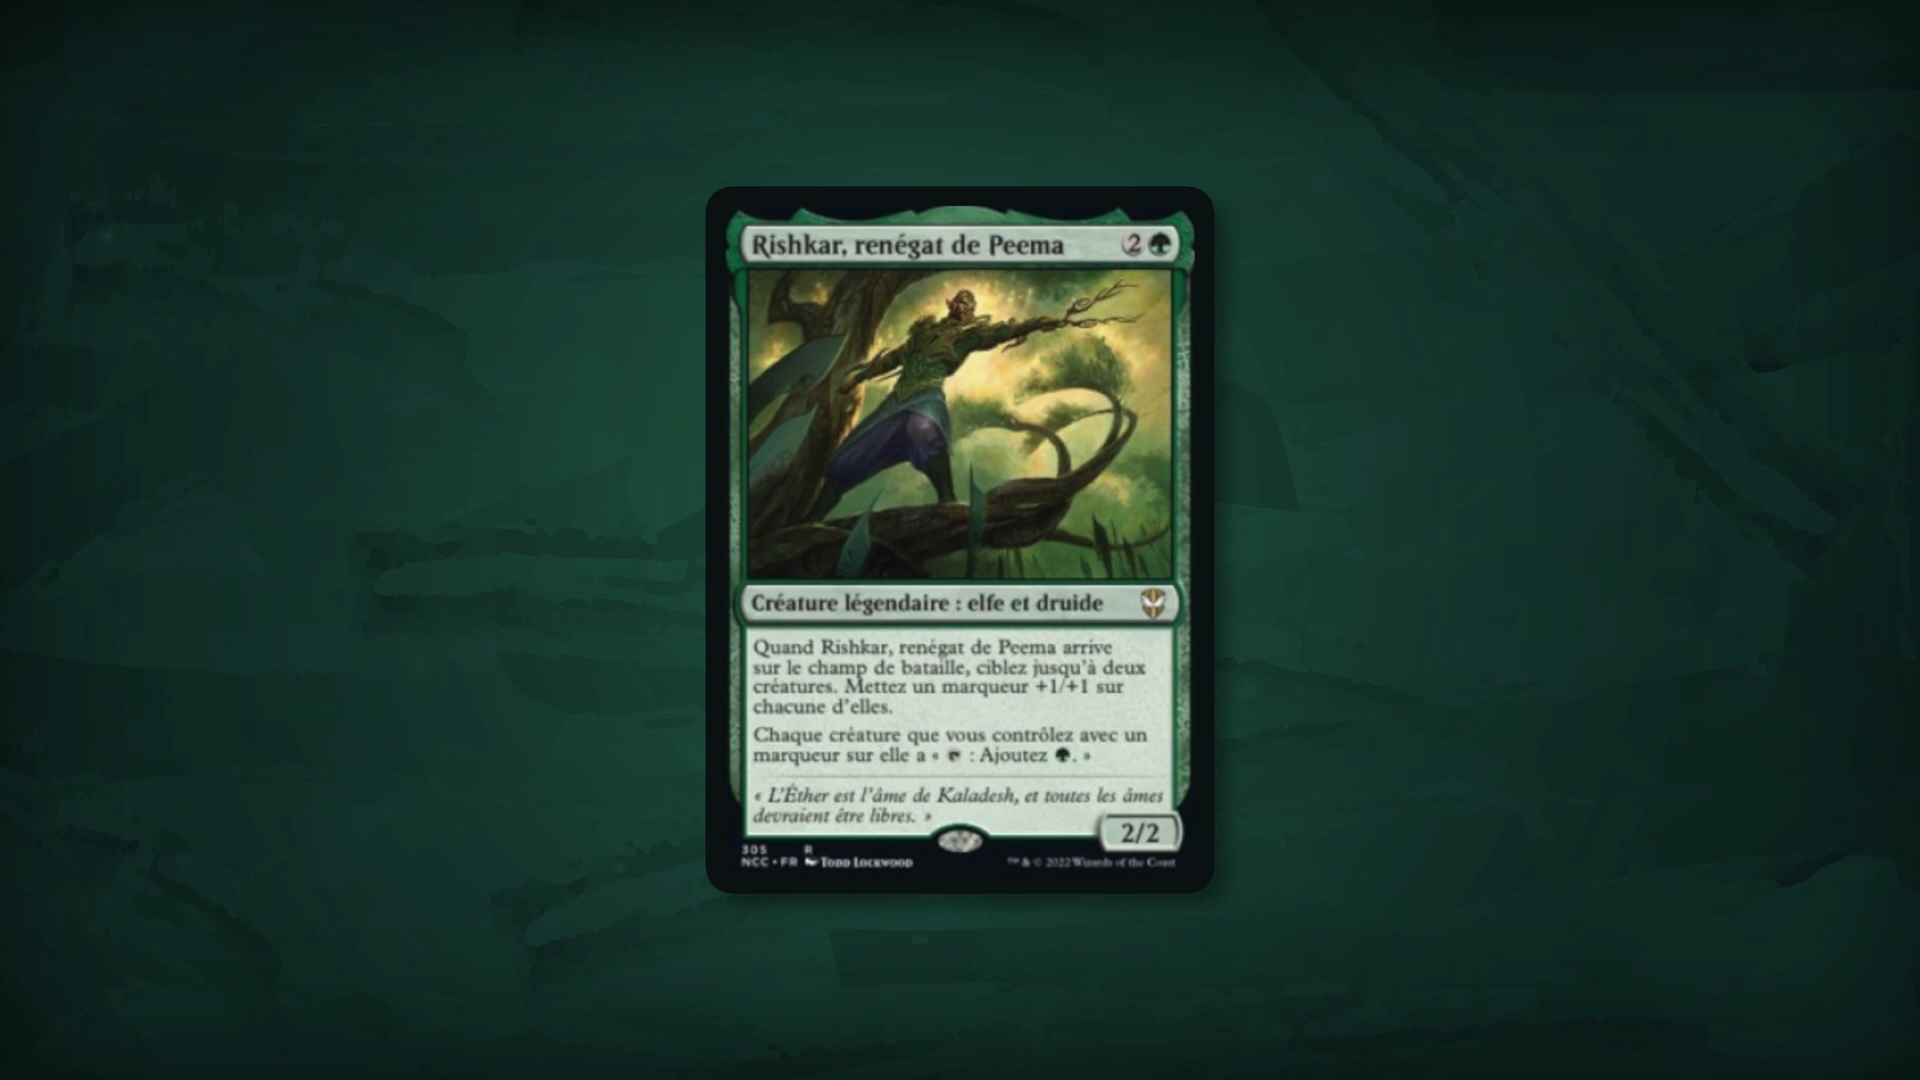 Rishkar, renégat de Peema 2
Créature légendaire : elfe et druide
Quand Rishkar, renégat de Peema arrive
sur le champ de bataille, ciblez jusqu'à deux
créatures. Mettez un marqueur +1/+1 sur
chacune d'elles.
Chaque créature que vous contrôlez avec un
marqueur sur elle a « : Ajoutez . »
« L'Éther est l'âme de Kaladesh, et toutes les âmes
devraient être libres. »
2/2
305 R
NCC • FR Todd Lockwood
™ & © 2022 Wizards of the Coast